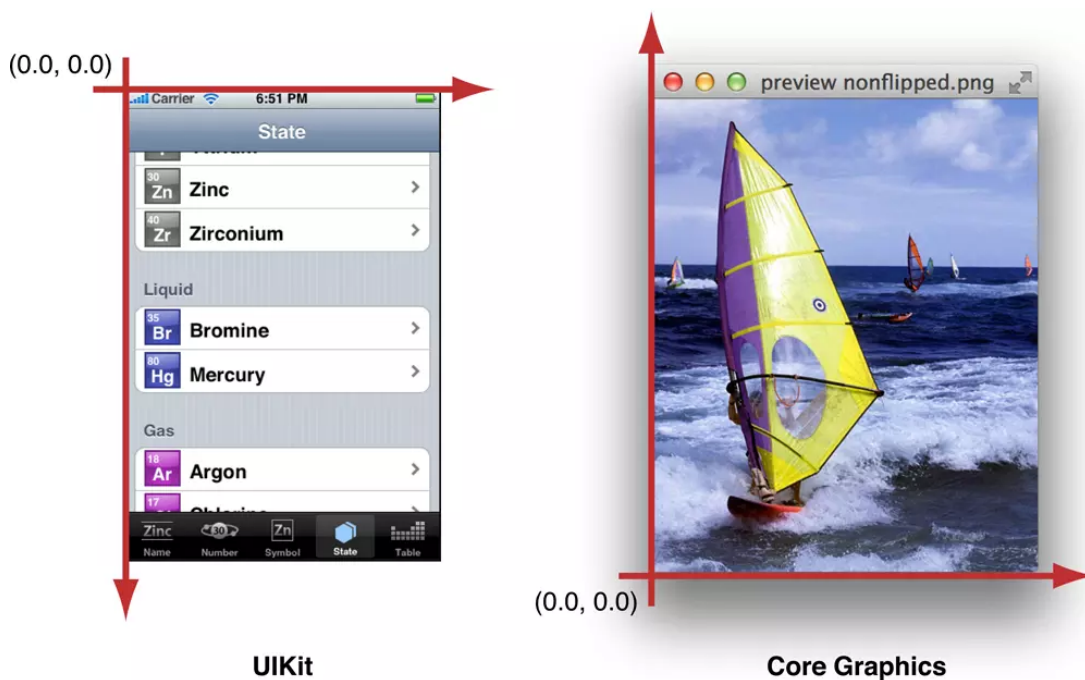 (0.0, 0.0)
Carrier 6:51 PM
State
30
Zn Zinc
40
Zr Zirconium
Liquid
35
Br Bromine
80
Hg Mercury
Gas
18
Ar Argon
17
Zinc 30 Zn
Name Number Symbol State Table
UIKit
preview nonflipped.png
(0.0, 0.0)
Core Graphics